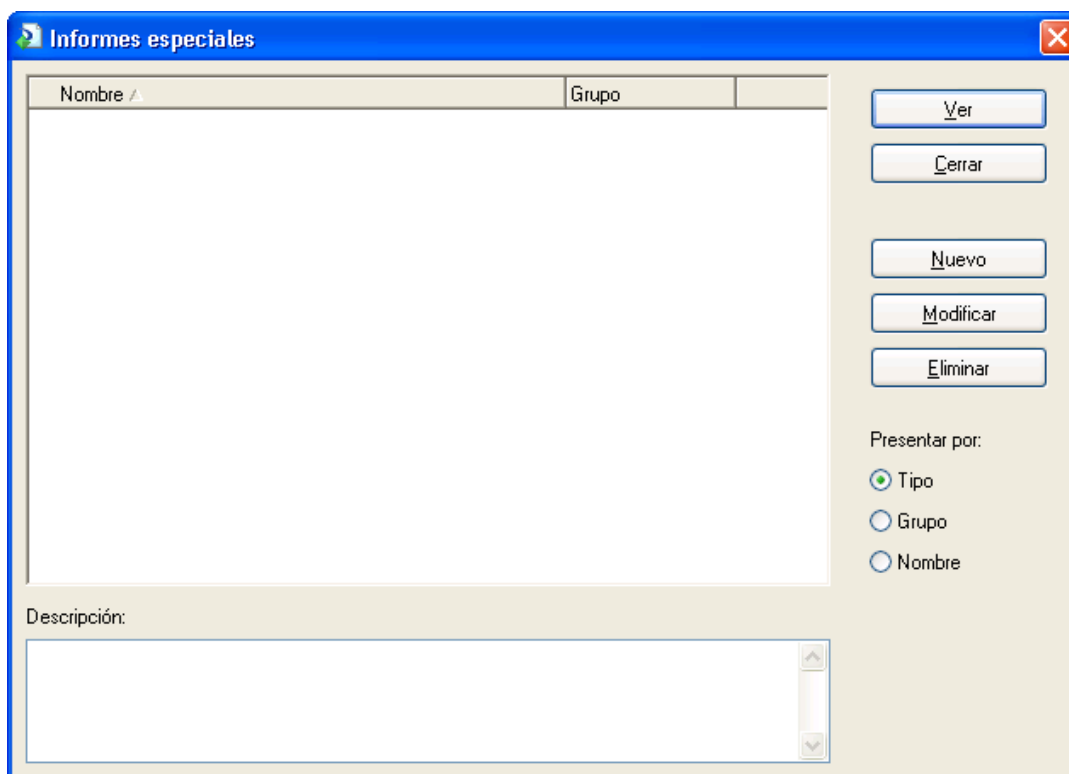 Informes especiales
Nombre
Grupo
Ver
Cerrar
Nuevo
Modificar
Eliminar
Presentar por:
Tipo
Grupo
Nombre
Descripción: